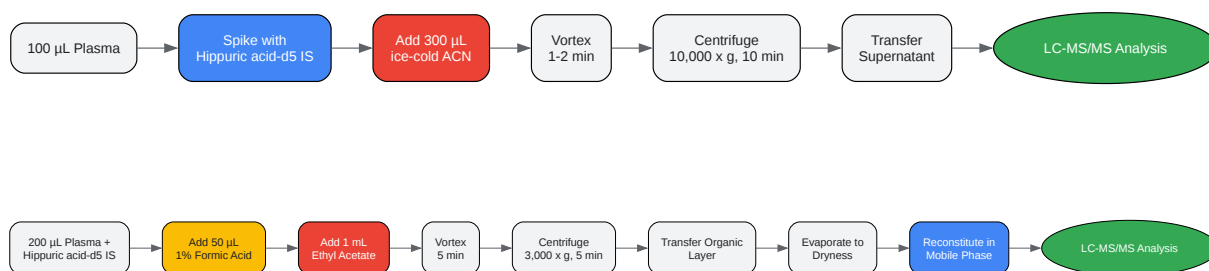 100 µL Plasma
Spike with
Hippuric acid-d5 IS
Add 300 µL
ice-cold ACN
Vortex
1-2 min
Centrifuge
10,000 x g, 10 min
Transfer
Supernatant
LC-MS/MS Analysis
200 µL Plasma +
Hippuric acid-d5 IS
Add 50 µL
1% Formic Acid
Add 1 mL
Ethyl Acetate
Vortex
5 min
Centrifuge
3,000 x g, 5 min
Transfer Organic
Layer
Evaporate to
Dryness
Reconstitute in
Mobile Phase
LC-MS/MS Analysis